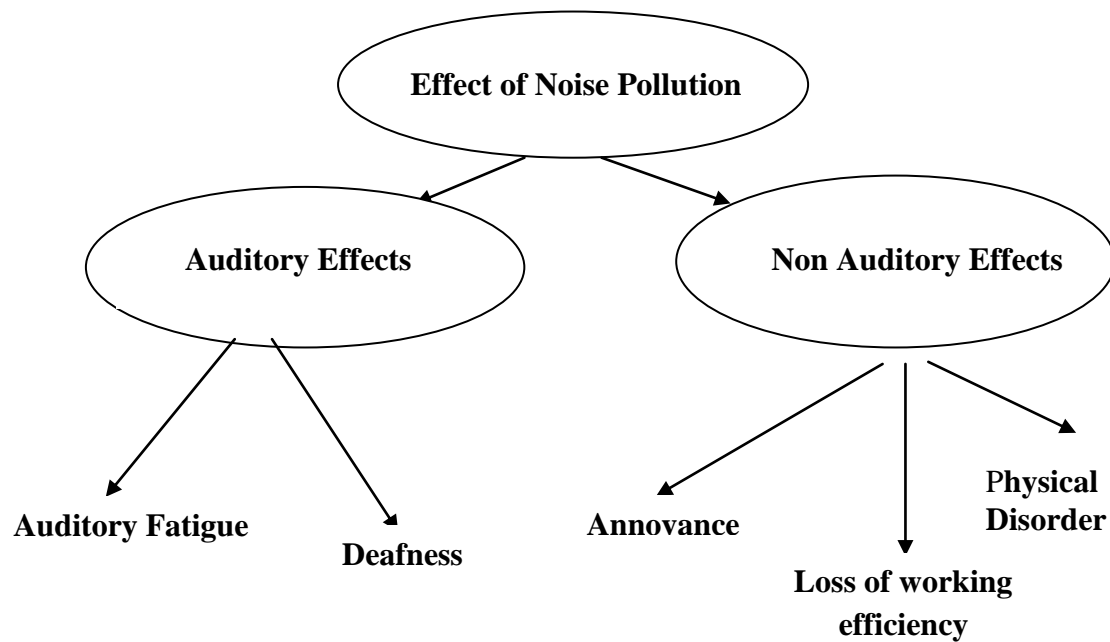 Effect of Noise Pollution
Auditory Effects
Non Auditory Effects
Auditory Fatigue
Deafness
Annovance
Loss of working
efficiency
Physical
Disorder